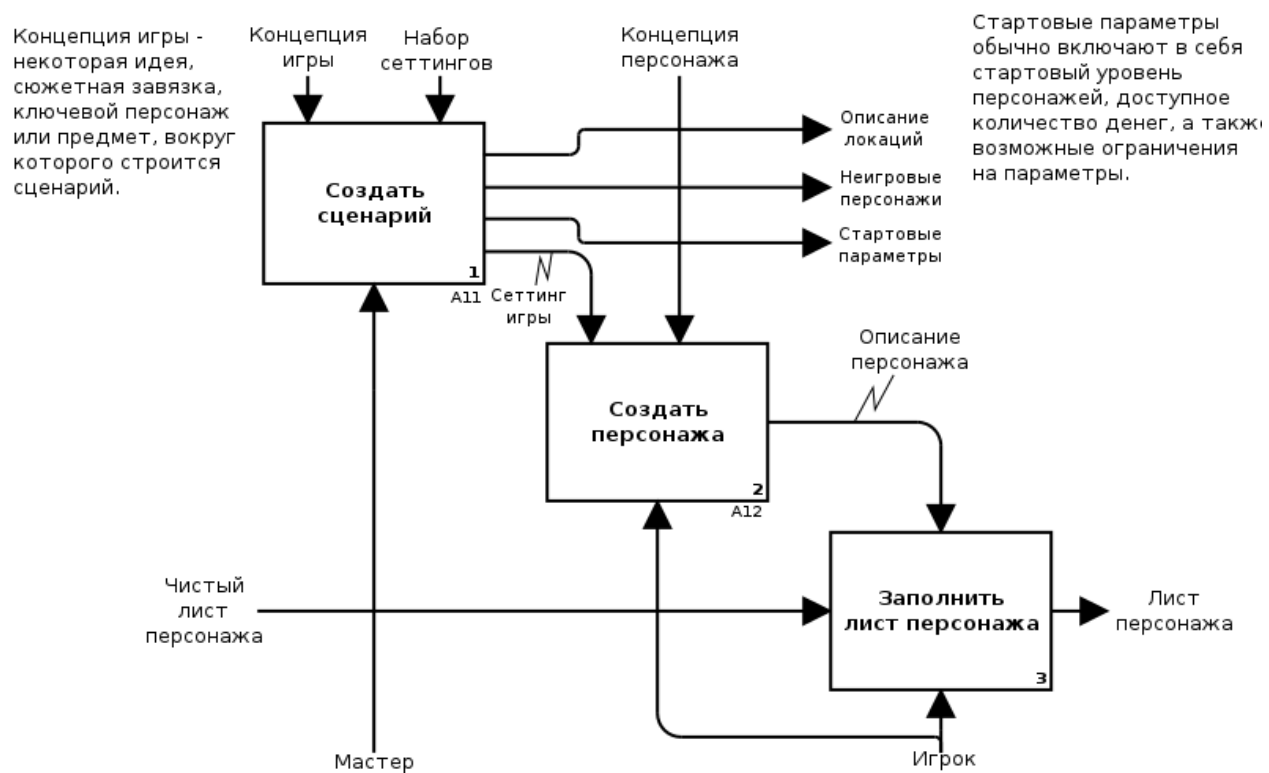 Концепция игры -
некоторая идея,
сюжетная завязка,
ключевой персонаж
или предмет, вокруг
которого строится
сценарий.
Концепция
игры
Набор
сеттингов
Концепция
персонажа
Стартовые параметры
обычно включают в себя
стартовый уровень
персонажей, доступное
количество денег, а также
возможные ограничения
на параметры.
Создать
сценарий
1
A11
Описание
локаций
Неигровые
персонажи
Стартовые
параметры
Сеттинг
игры
Создать
персонажа
2
A12
Описание
персонажа
Чистый
лист
персонажа
Заполнить
лист персонажа
3
Лист
персонажа
Мастер
Игрок